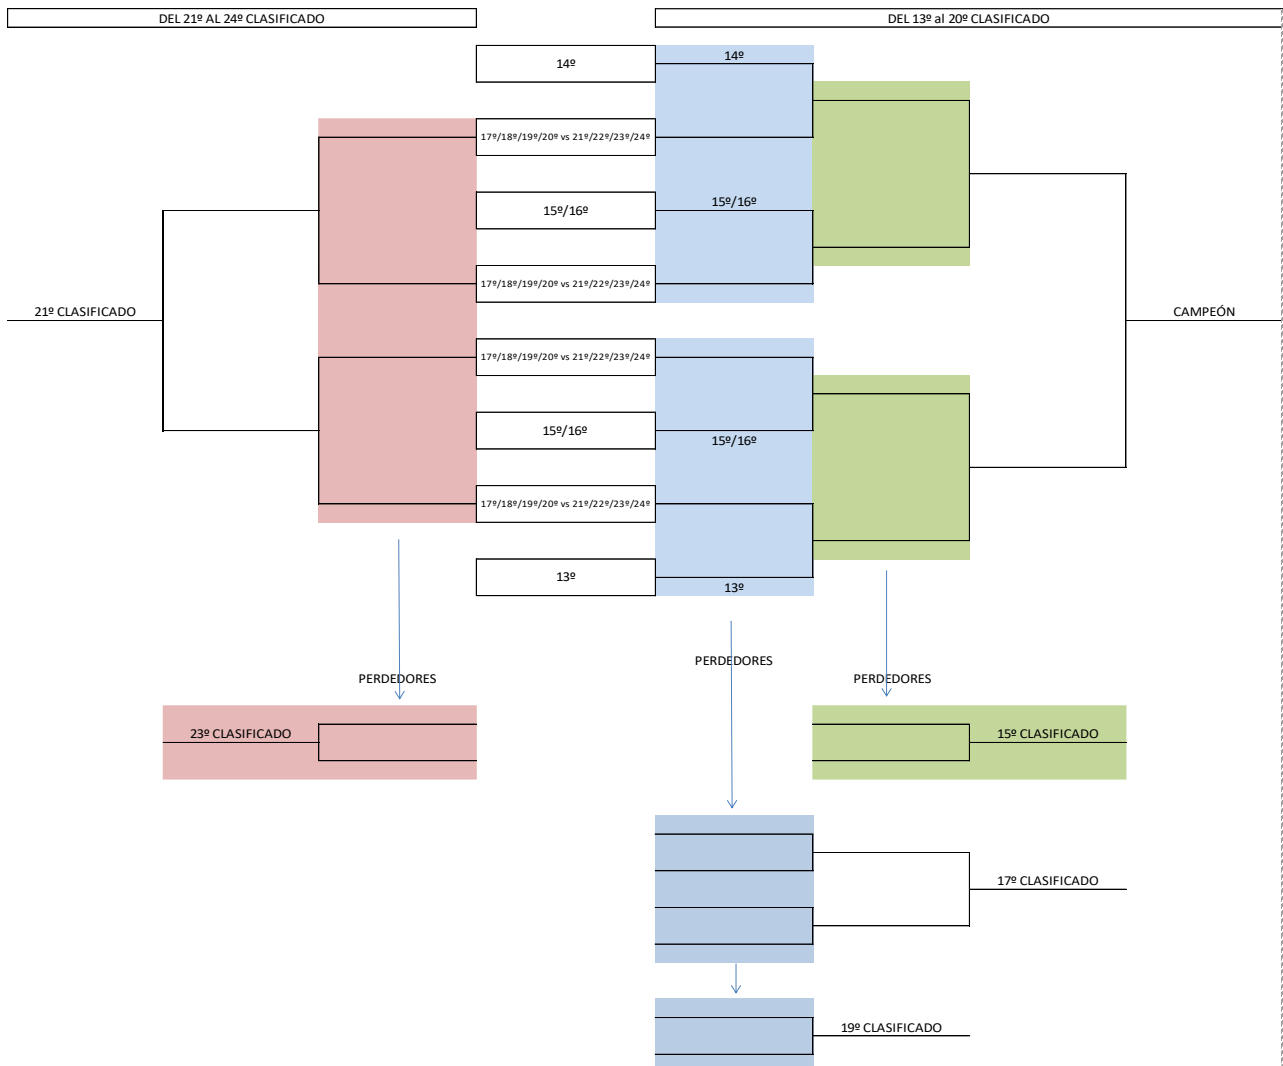 DEL 21º AL 24º CLASIFICADO
DEL 13º al 20º CLASIFICADO
14º
14º
17º/18º/19º/20º vs 21º/22º/23º/24º
15º/16º
15º/16º
17º/18º/19º/20º vs 21º/22º/23º/24º
21º CLASIFICADO
CAMPEÓN
17º/18º/19º/20º vs 21º/22º/23º/24º
15º/16º
15º/16º
17º/18º/19º/20º vs 21º/22º/23º/24º
13º
13º
PERDEDORES
PERDEDORES
PERDEDORES
23º CLASIFICADO
15º CLASIFICADO
17º CLASIFICADO
19º CLASIFICADO